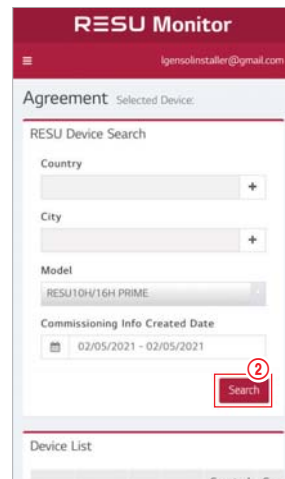 RESU Monitor
lgensolinstaller@gmail.com
Agreement Selected Device:
RESU Device Search
Country
+
City
+
Model
RESU10H/16H PRIME
Commissioning Info Created Date
02/05/2021 - 02/05/2021
②
Search
Device List